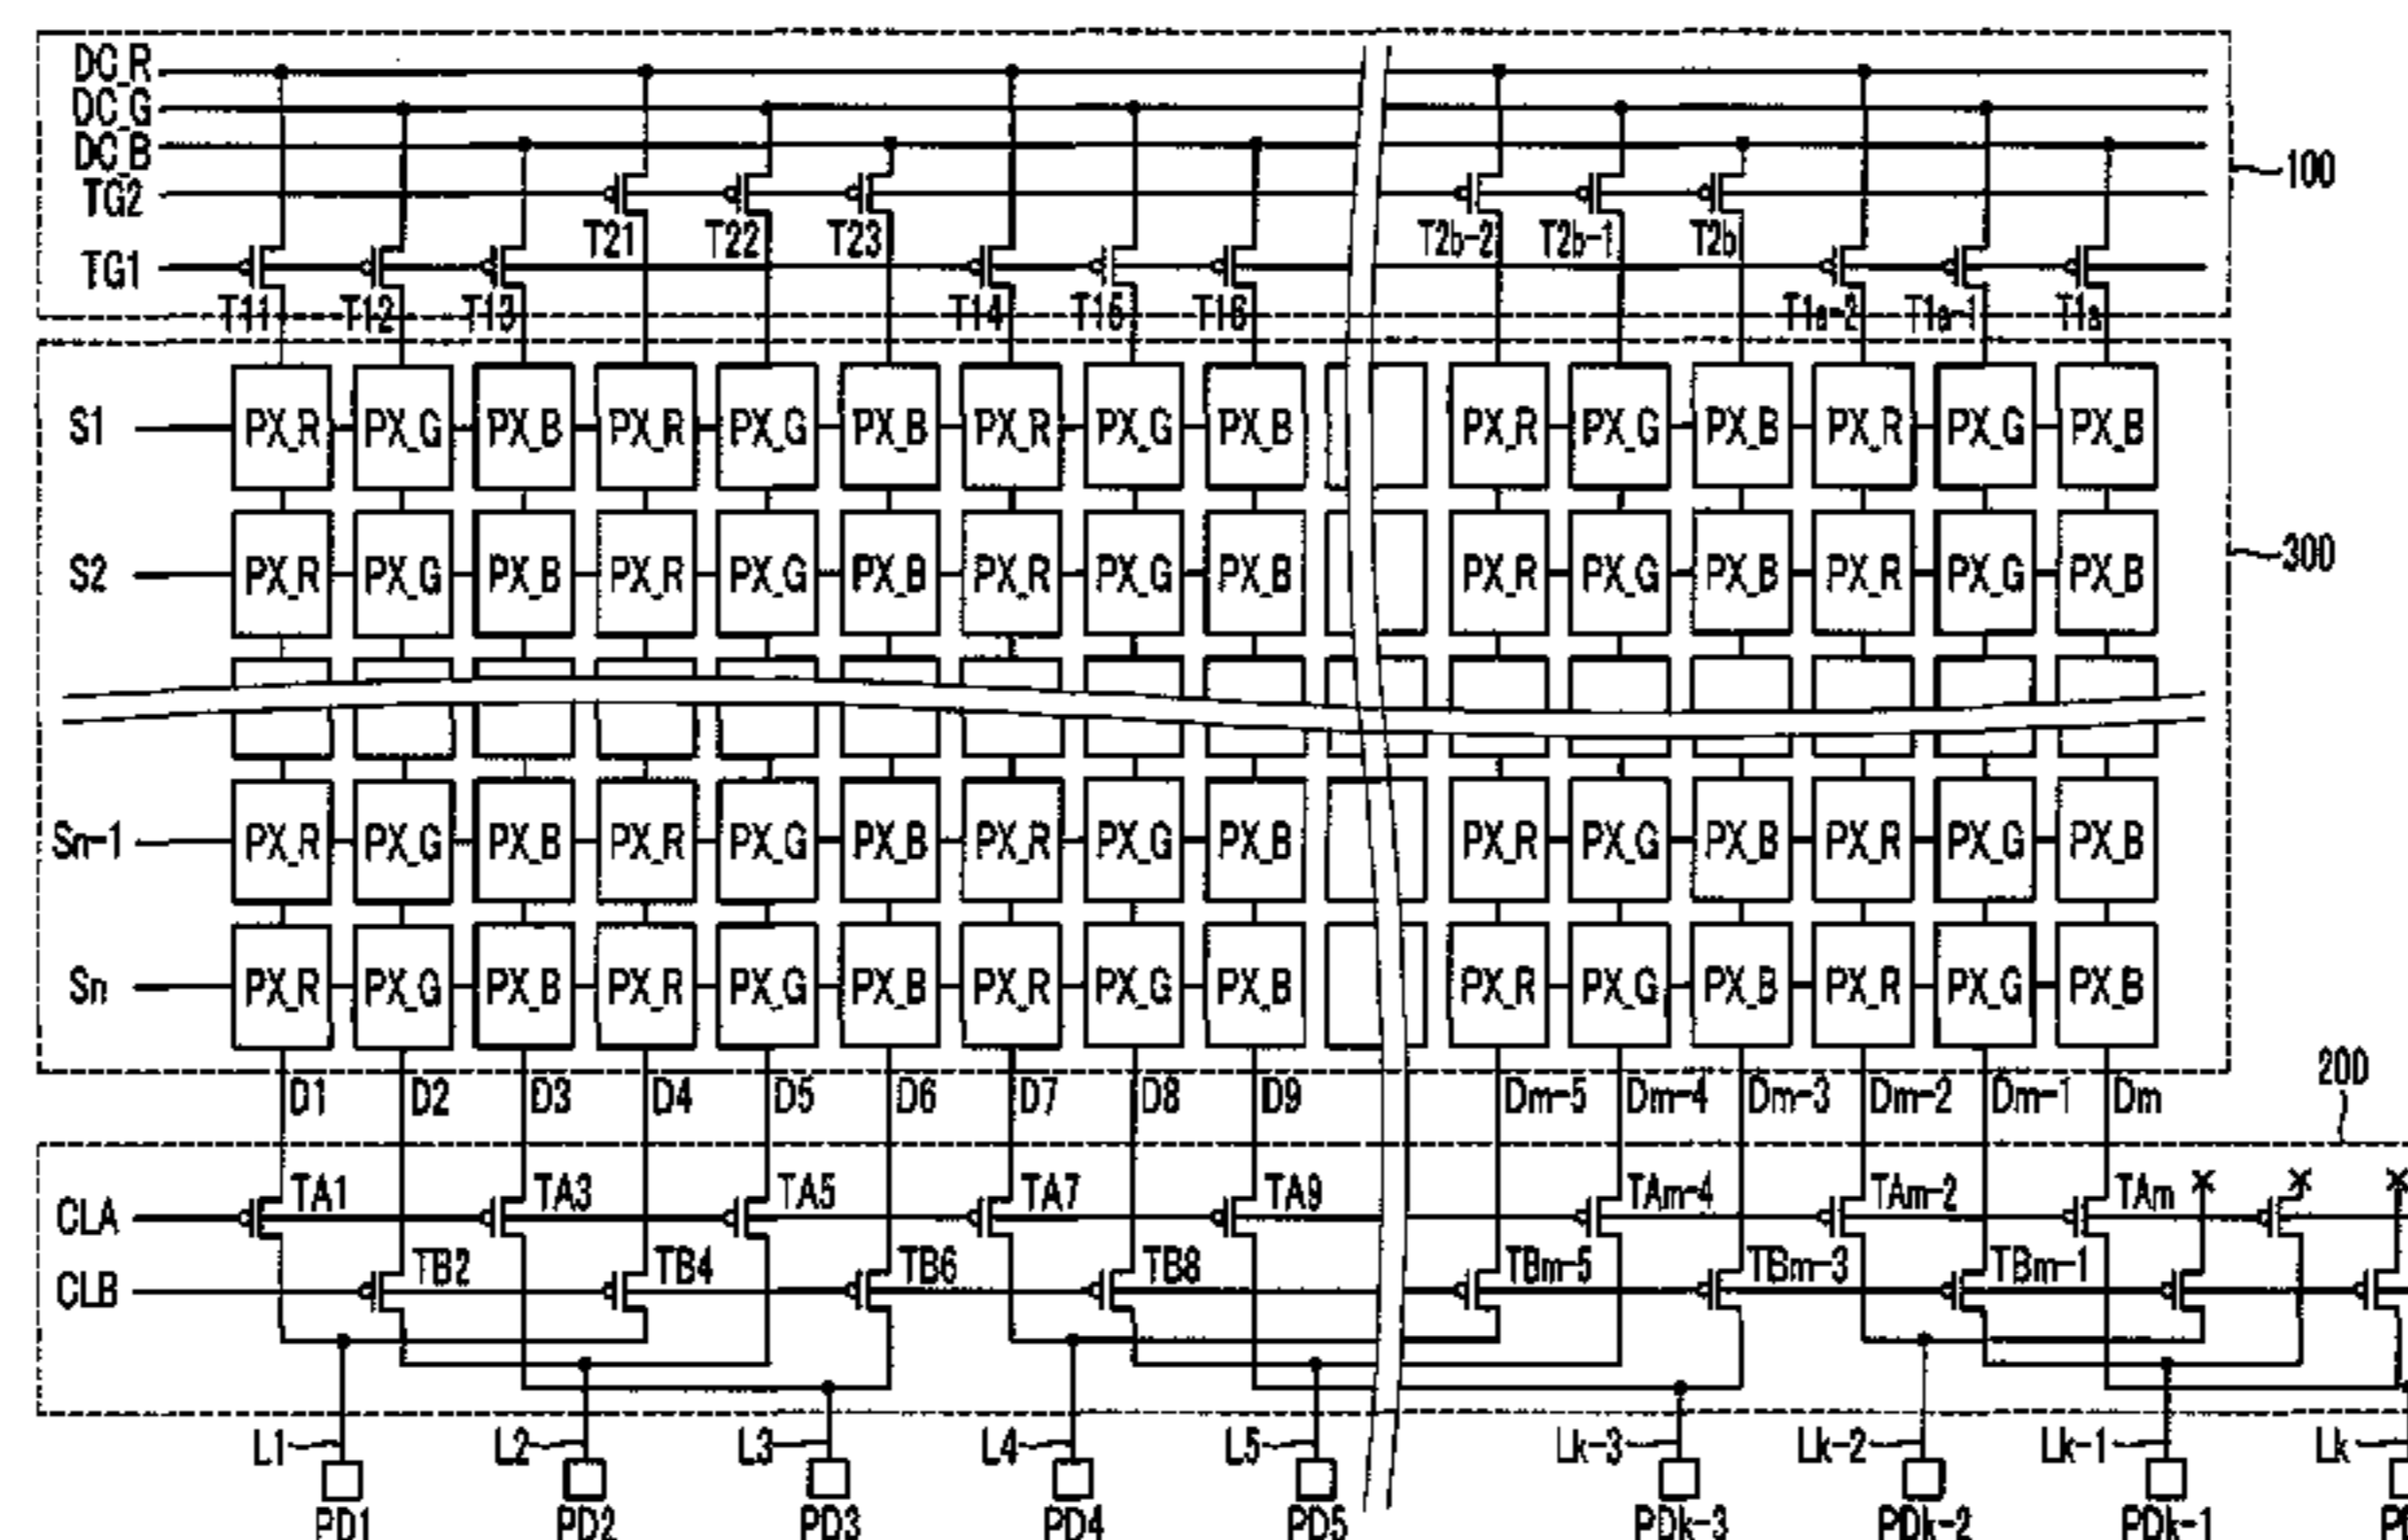 DC_R
DC_G
DC_B
TG2
100
T21 T22 T23 T2b-2 T2b-1 T2b
TG1
T11 T12 T13 T14 T15 T16 T1a-2 T1a-1 T1a
S1 PX_R PX_G PX_B PX_R PX_G PX_B PX_R PX_G PX_B PX_R PX_G PX_B PX_R PX_G PX_B
300
S2 PX_R PX_G PX_B PX_R PX_G PX_B PX_R PX_G PX_B PX_R PX_G PX_B PX_R PX_G PX_B
Sn-1 PX_R PX_G PX_B PX_R PX_G PX_B PX_R PX_G PX_B PX_R PX_G PX_B PX_R PX_G PX_B
Sn PX_R PX_G PX_B PX_R PX_G PX_B PX_R PX_G PX_B PX_R PX_G PX_B PX_R PX_G PX_B
200
D1 D2 D3 D4 D5 D6 D7 D8 D9 Dm-5 Dm-4 Dm-3 Dm-2 Dm-1 Dm
CLA TA1 TA3 TA5 TA7 TA9 TAm-4 TAm-2 TAm
CLB TB2 TB4 TB6 TB8 TBm-5 TBm-3 TBm-1
L1 L2 L3 L4 L5 Lk-3 Lk-2 Lk-1 Lk
PD1 PD2 PD3 PD4 PD5 PDk-3 PDk-2 PDk-1